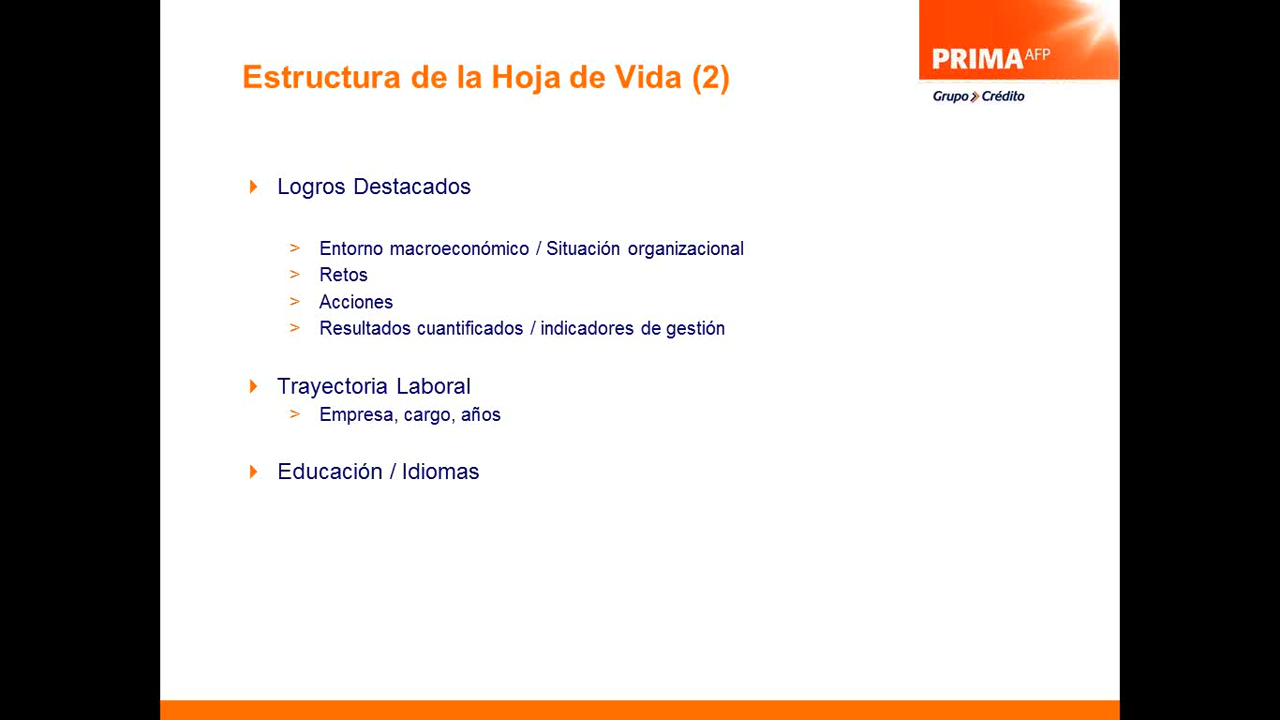 PRIMA AFP
Grupo Crédito
Estructura de la Hoja de Vida (2)
Logros Destacados
> Entorno macroeconómico / Situación organizacional
> Retos
> Acciones
> Resultados cuantificados / indicadores de gestión
Trayectoria Laboral
> Empresa, cargo, años
Educación / Idiomas